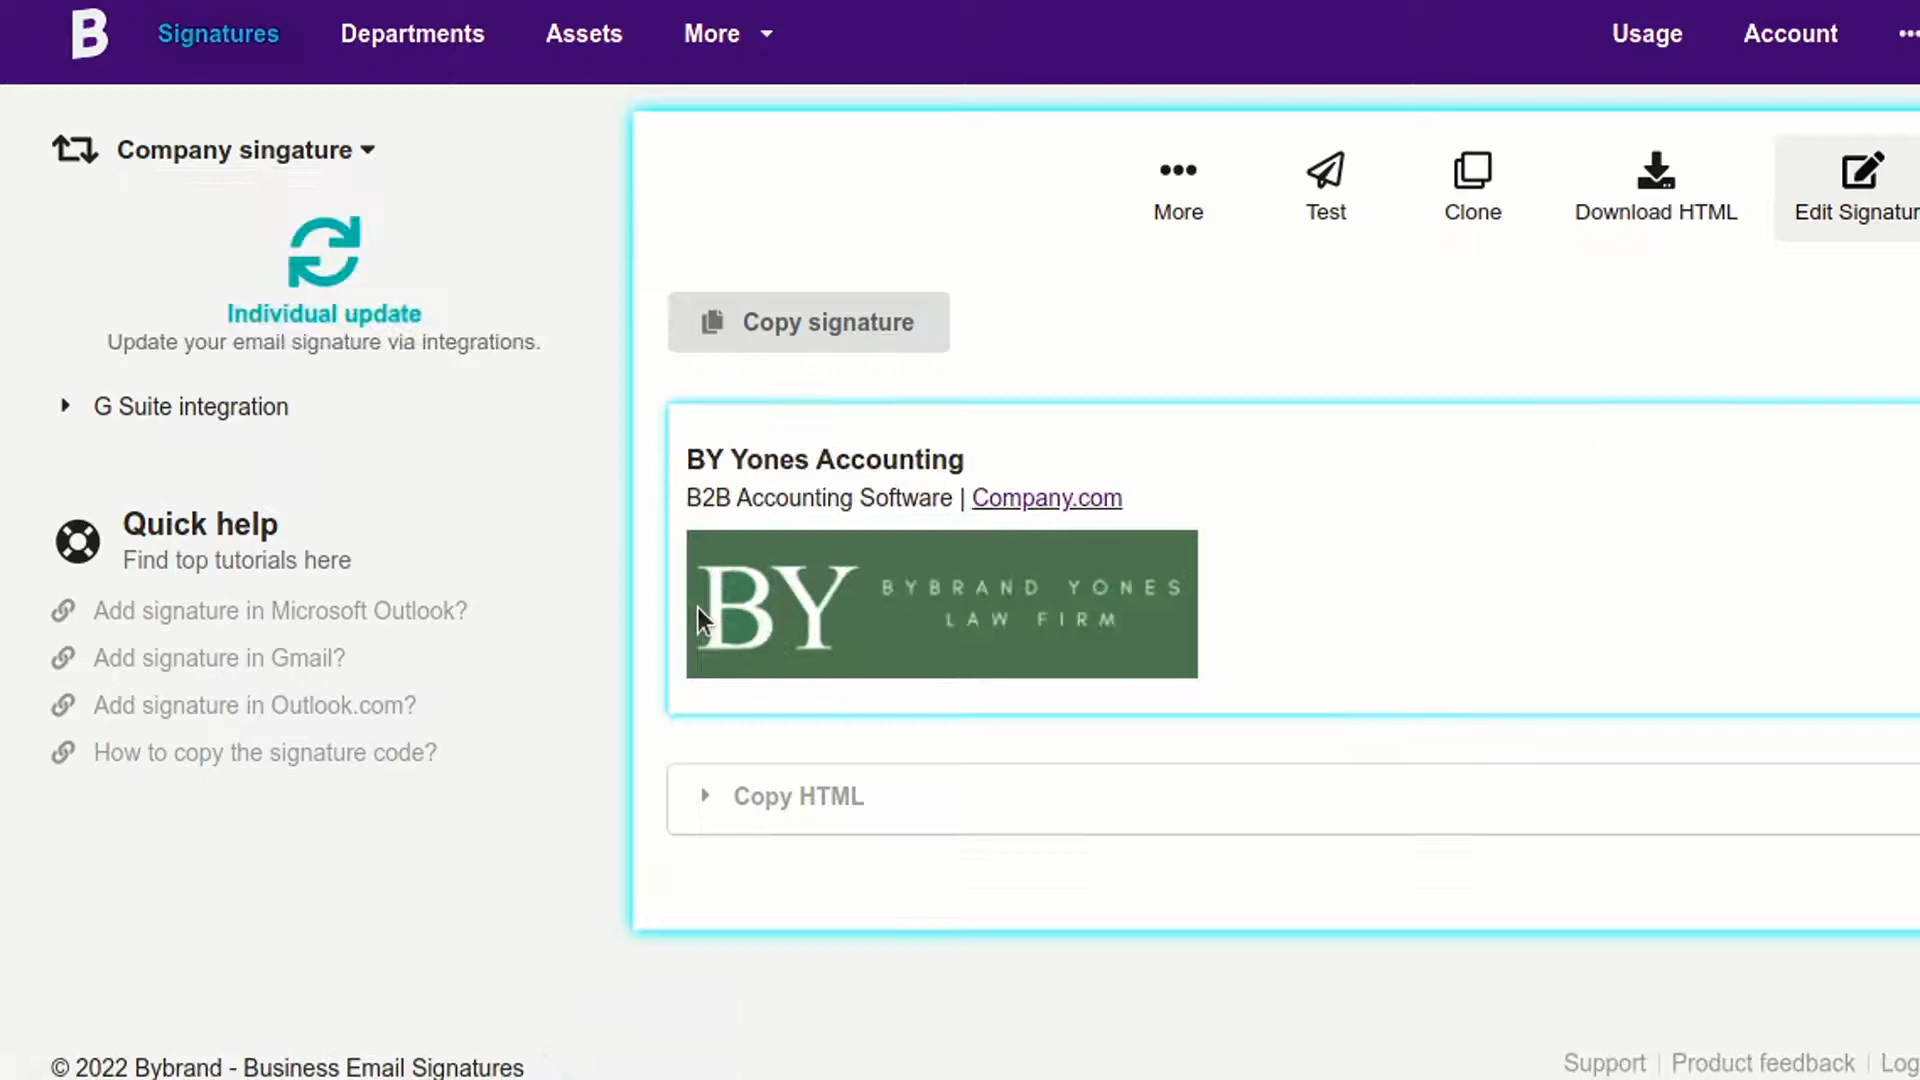 B Signatures Departments Assets More Usage Account
Company singature
Individual update
Update your email signature via integrations.
G Suite integration
Quick help
Find top tutorials here
Add signature in Microsoft Outlook?
Add signature in Gmail?
Add signature in Outlook.com?
How to copy the signature code?
More Test Clone Download HTML Edit Signatur
Copy signature
BY Yones Accounting
B2B Accounting Software | Company.com
BY
BYBRAND YONES
LAW FIRM
Copy HTML
© 2022 Bybrand - Business Email Signatures
Support | Product feedback | Log